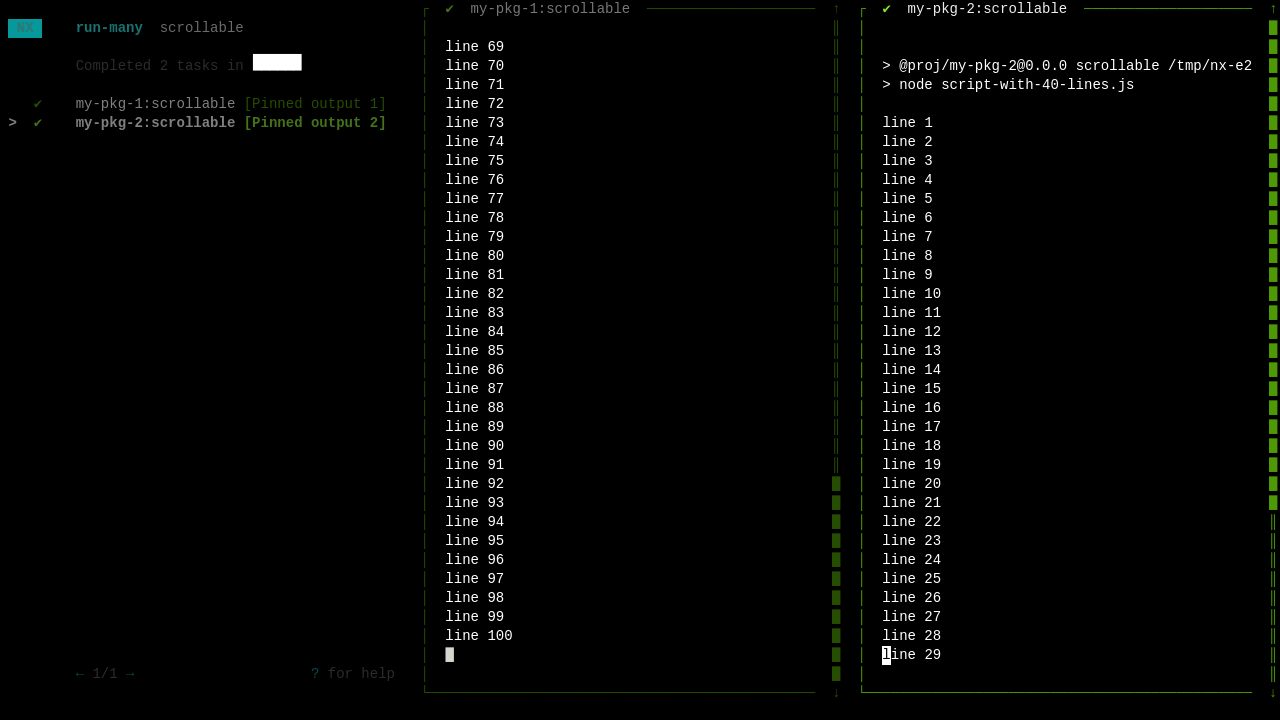 NX run-many scrollable
Completed 2 tasks in
✔ my-pkg-1:scrollable [Pinned output 1]
> ✔ my-pkg-2:scrollable [Pinned output 2]
← 1/1 → ? for help
✔ my-pkg-1:scrollable
line 69
line 70
line 71
line 72
line 73
line 74
line 75
line 76
line 77
line 78
line 79
line 80
line 81
line 82
line 83
line 84
line 85
line 86
line 87
line 88
line 89
line 90
line 91
line 92
line 93
line 94
line 95
line 96
line 97
line 98
line 99
line 100
✔ my-pkg-2:scrollable
> @proj/my-pkg-2@0.0.0 scrollable /tmp/nx-e2
> node script-with-40-lines.js
line 1
line 2
line 3
line 4
line 5
line 6
line 7
line 8
line 9
line 10
line 11
line 12
line 13
line 14
line 15
line 16
line 17
line 18
line 19
line 20
line 21
line 22
line 23
line 24
line 25
line 26
line 27
line 28
line 29